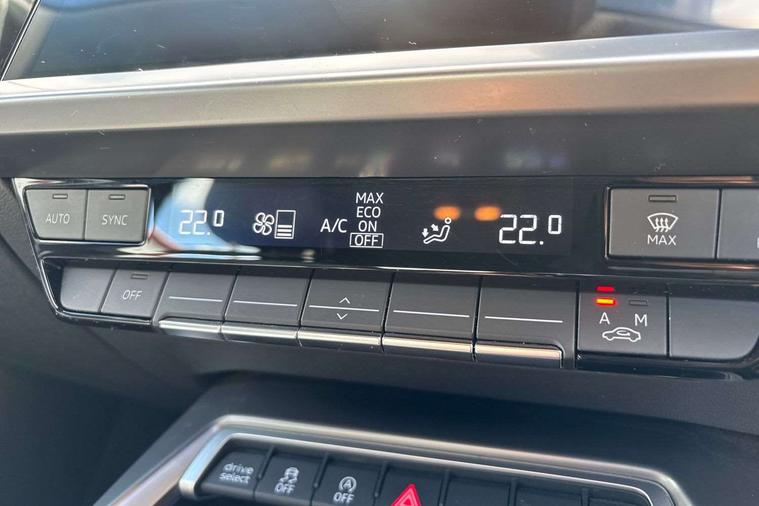 AUTO
SYNC
22.0
A/C
MAX
ECO
ON
OFF
22.0
MAX
OFF
A M
drive
select
OFF
A
OFF